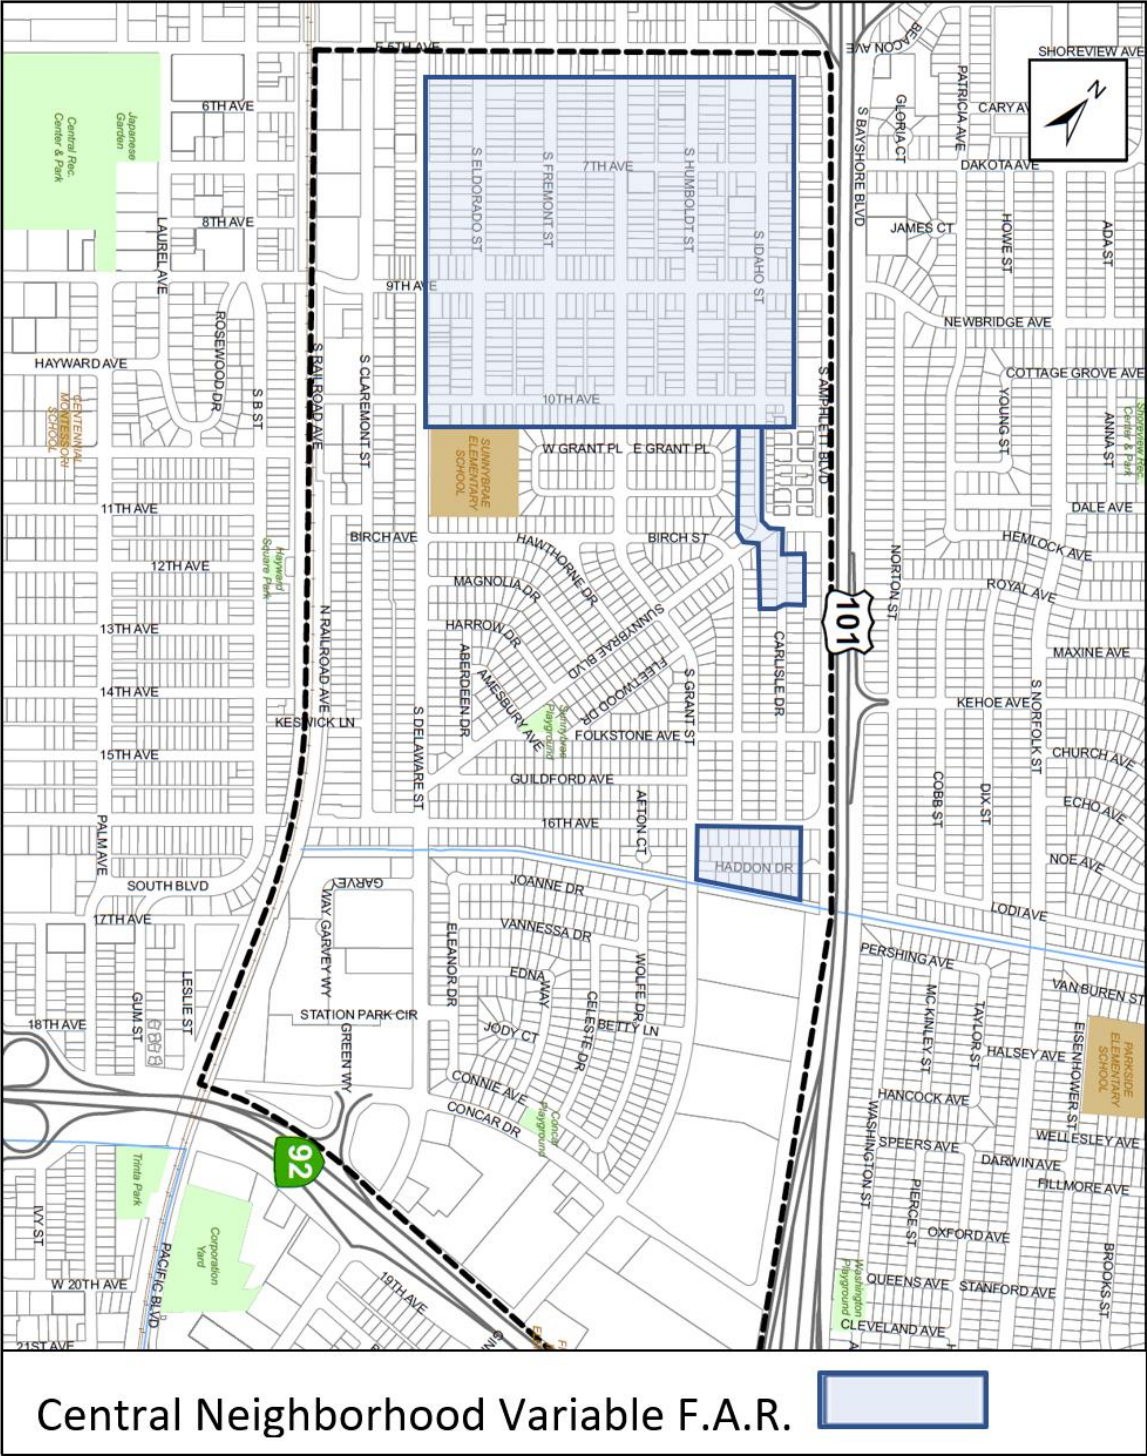 E 5TH AVE
BEACON AVE
SHOREVIEW AVE
N
PATRICIA AVE
6TH AVE
Japanese
Garden
Central Rec.
Center & Park
GLORIA CT
S BAYSHORE BLVD
DAKOTA AVE
S ELDORADO ST
S FREMONT ST
7TH AVE
S HUMBOLDT ST
8TH AVE
LAUREL AVE
JAMES CT
HOWE ST
ADA ST
S IDAHO ST
9TH AVE
ROSEWOOD DR
NEWBRIDGE AVE
HAYWARD AVE
S RAILROAD AVE
S CLAREMONT ST
S B ST
COTTAGE GROVE AVE
S AMPHLETT BLVD
YOUNG ST
ANNA ST
Shoreview Rec.
Center & Park
10TH AVE
CENTENNIAL
MONTESSORI
SCHOOL
SUNNYBRAE
ELEMENTARY
SCHOOL
W GRANT PL
E GRANT PL
11TH AVE
DALE AVE
BIRCH AVE
HAWTHORNE DR
BIRCH ST
HEMLOCK AVE
Hayward
Square Park
12TH AVE
MAGNOLIA DR
NORTON ST
ROYAL AVE
101
13TH AVE
N RAILROAD AVE
HARROW DR
ABERDEEN DR
SUNNYBRAE BLVD
FLEETWOOD DR
CARLISLE DR
MAXINE AVE
14TH AVE
AMESBURY AVE
S GRANT ST
S NORFOLK ST
KEHOE AVE
KESWICK LN
S DELAWARE ST
Sunnybrae
Playground
FOLKSTONE AVE
15TH AVE
CHURCH AVE
GUILDFORD AVE
COBB ST
DIX ST
ECHO AVE
AFTON CT
16TH AVE
PALM AVE
HADDON DR
NOE AVE
SOUTH BLVD
GARVEY
WAY GARVEY WY
JOANNE DR
17TH AVE
LODI AVE
VANNESSA DR
ELEANOR DR
PERSHING AVE
WOLFE DR
LESLIE ST
GUM ST
EDNA WAY
CELESTE DR
VAN BUREN ST
MC KINLEY ST
TAYLOR ST
STATION PARK CIR
18TH AVE
GREEN WY
JODY CT
BETTY LN
EISENHOWER ST
PARKSIDE
ELEMENTARY
SCHOOL
HALSEY AVE
CONNIE AVE
HANCOCK AVE
CONCAR DR
Concar
Playground
WASHINGTON ST
SPEERS AVE
WELLESLEY AVE
92
DARWIN AVE
Trinta Park
PIERCE ST
FILLMORE AVE
IVY ST
Corporation
Yard
OXFORD AVE
PACIFIC BLVD
BROOKS ST
W 20TH AVE
19TH AVE
Washington
Playground
QUEENS AVE
STANFORD AVE
CLEVELAND AVE
21ST AVE
Central Neighborhood Variable F.A.R.